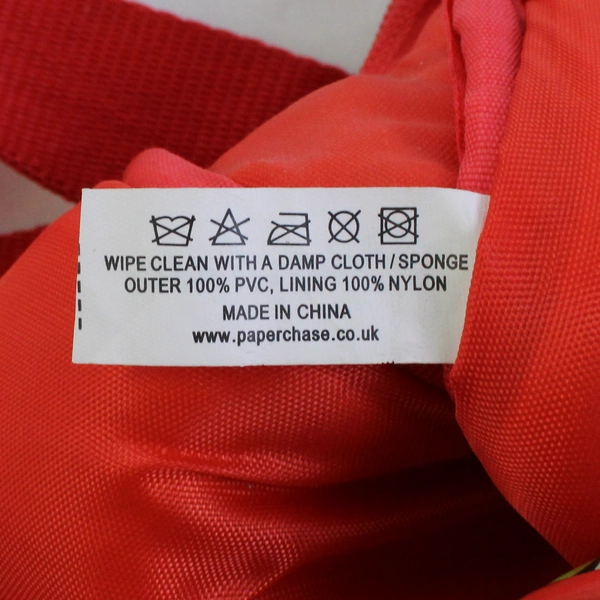 WIPE CLEAN WITH A DAMP CLOTH / SPONGE
OUTER 100% PVC, LINING 100% NYLON
MADE IN CHINA
www.paperchase.co.uk